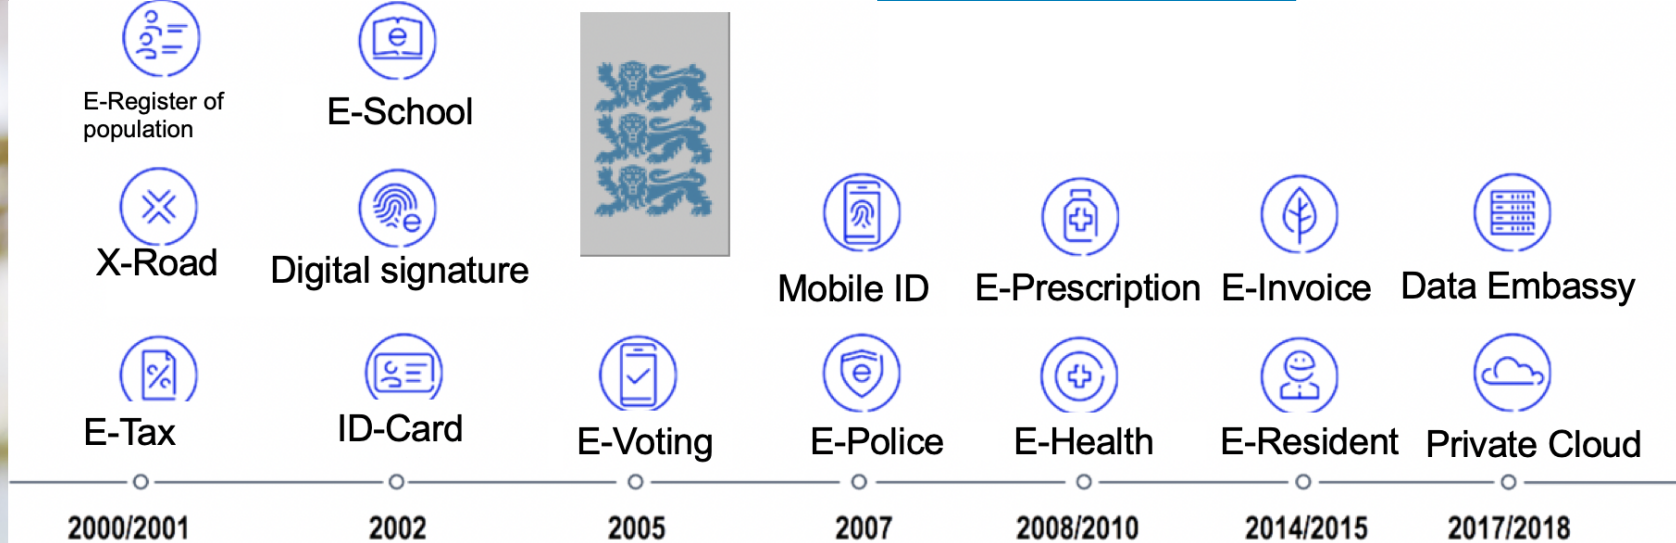 E-Register of
population
E-School
X-Road
Digital signature
Mobile ID
E-Prescription
E-Invoice
Data Embassy
E-Tax
ID-Card
E-Voting
E-Police
E-Health
E-Resident
Private Cloud
2000/2001
2002
2005
2007
2008/2010
2014/2015
2017/2018